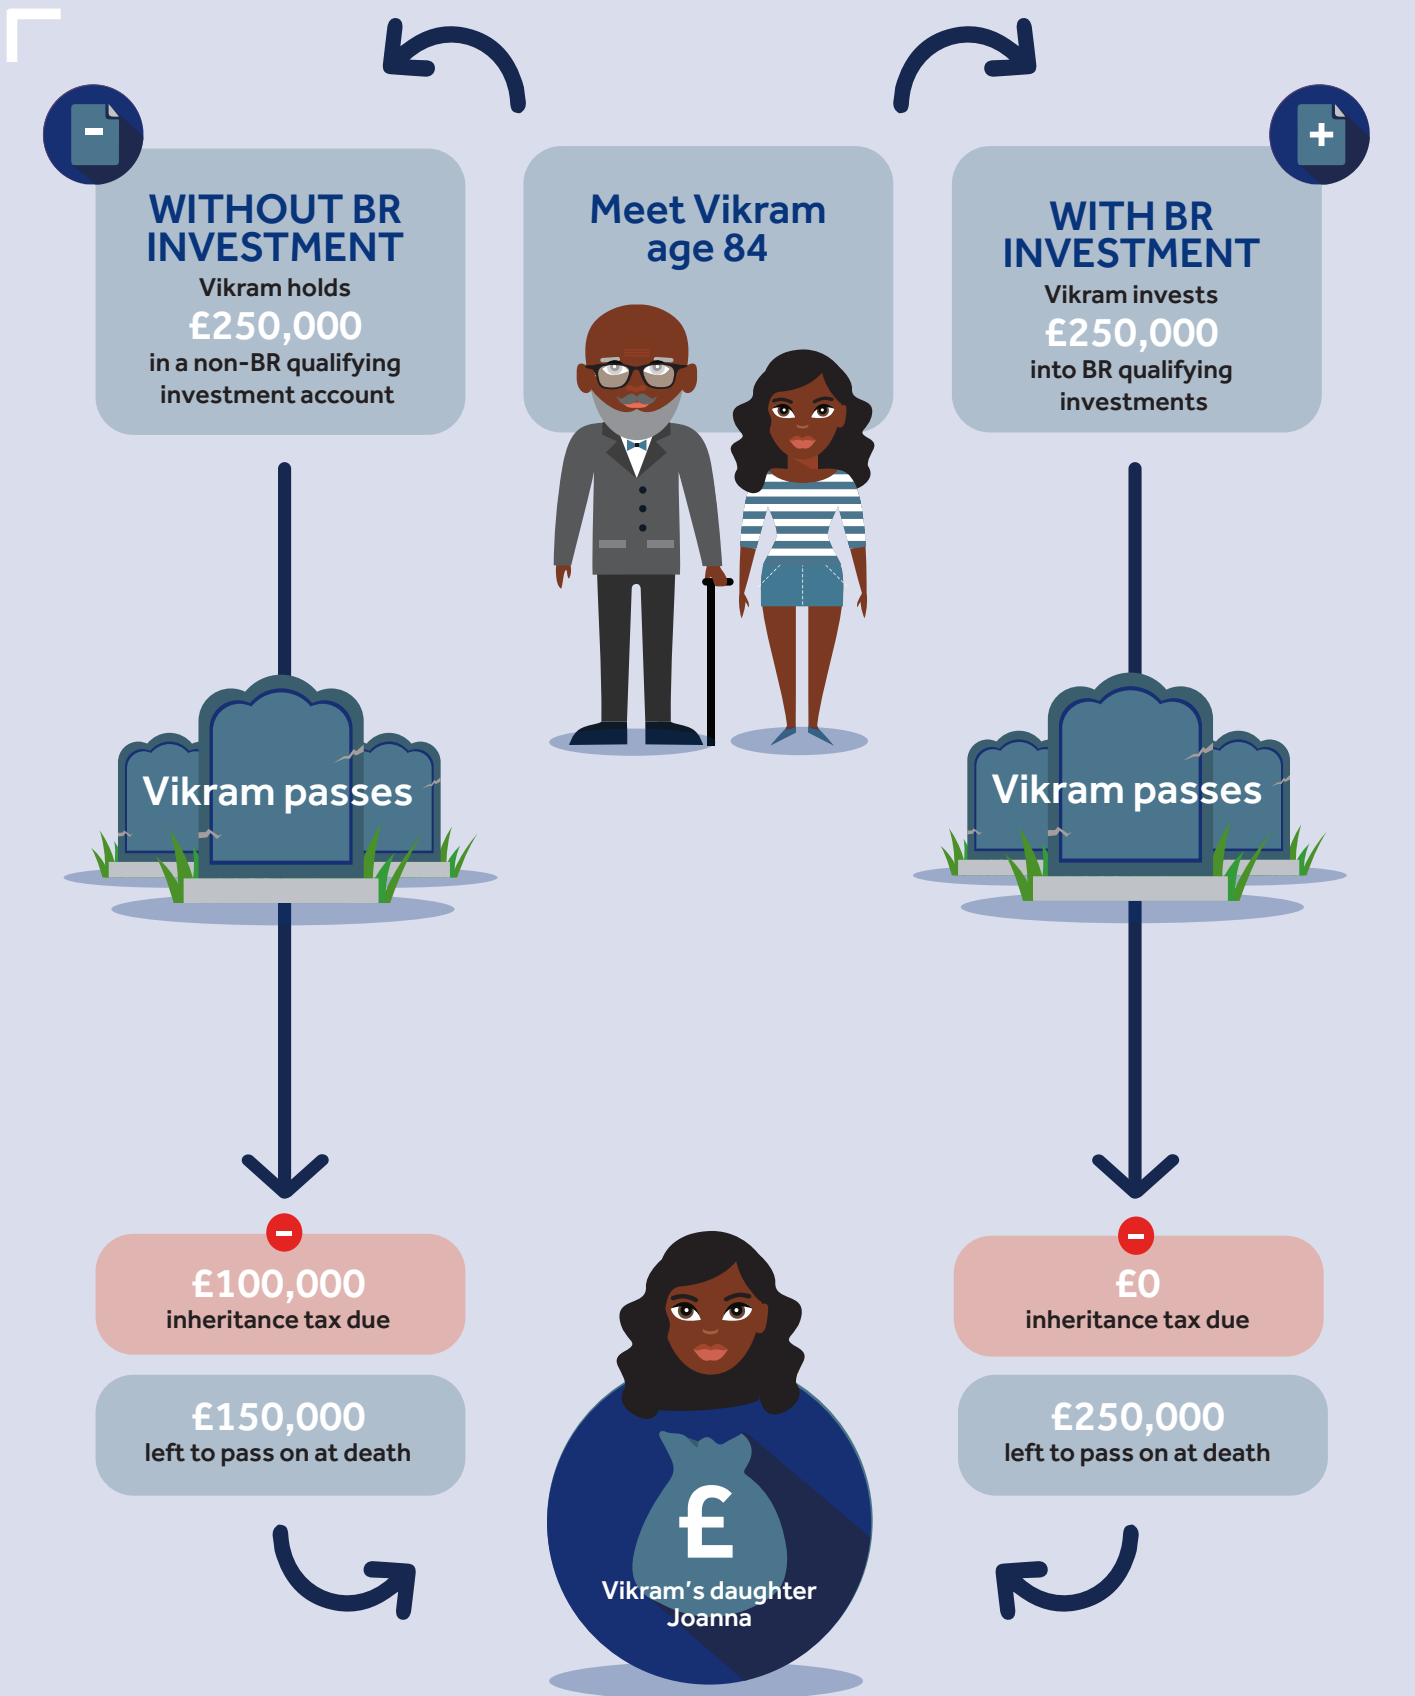 WITHOUT BR
INVESTMENT
Vikram holds
£250,000
in a non-BR qualifying
investment account
Meet Vikram
age 84
WITH BR
INVESTMENT
Vikram invests
£250,000
into BR qualifying
investments
Vikram passes
Vikram passes
£100,000
inheritance tax due
£150,000
left to pass on at death
£0
inheritance tax due
£250,000
left to pass on at death
£
Vikram's daughter
Joanna